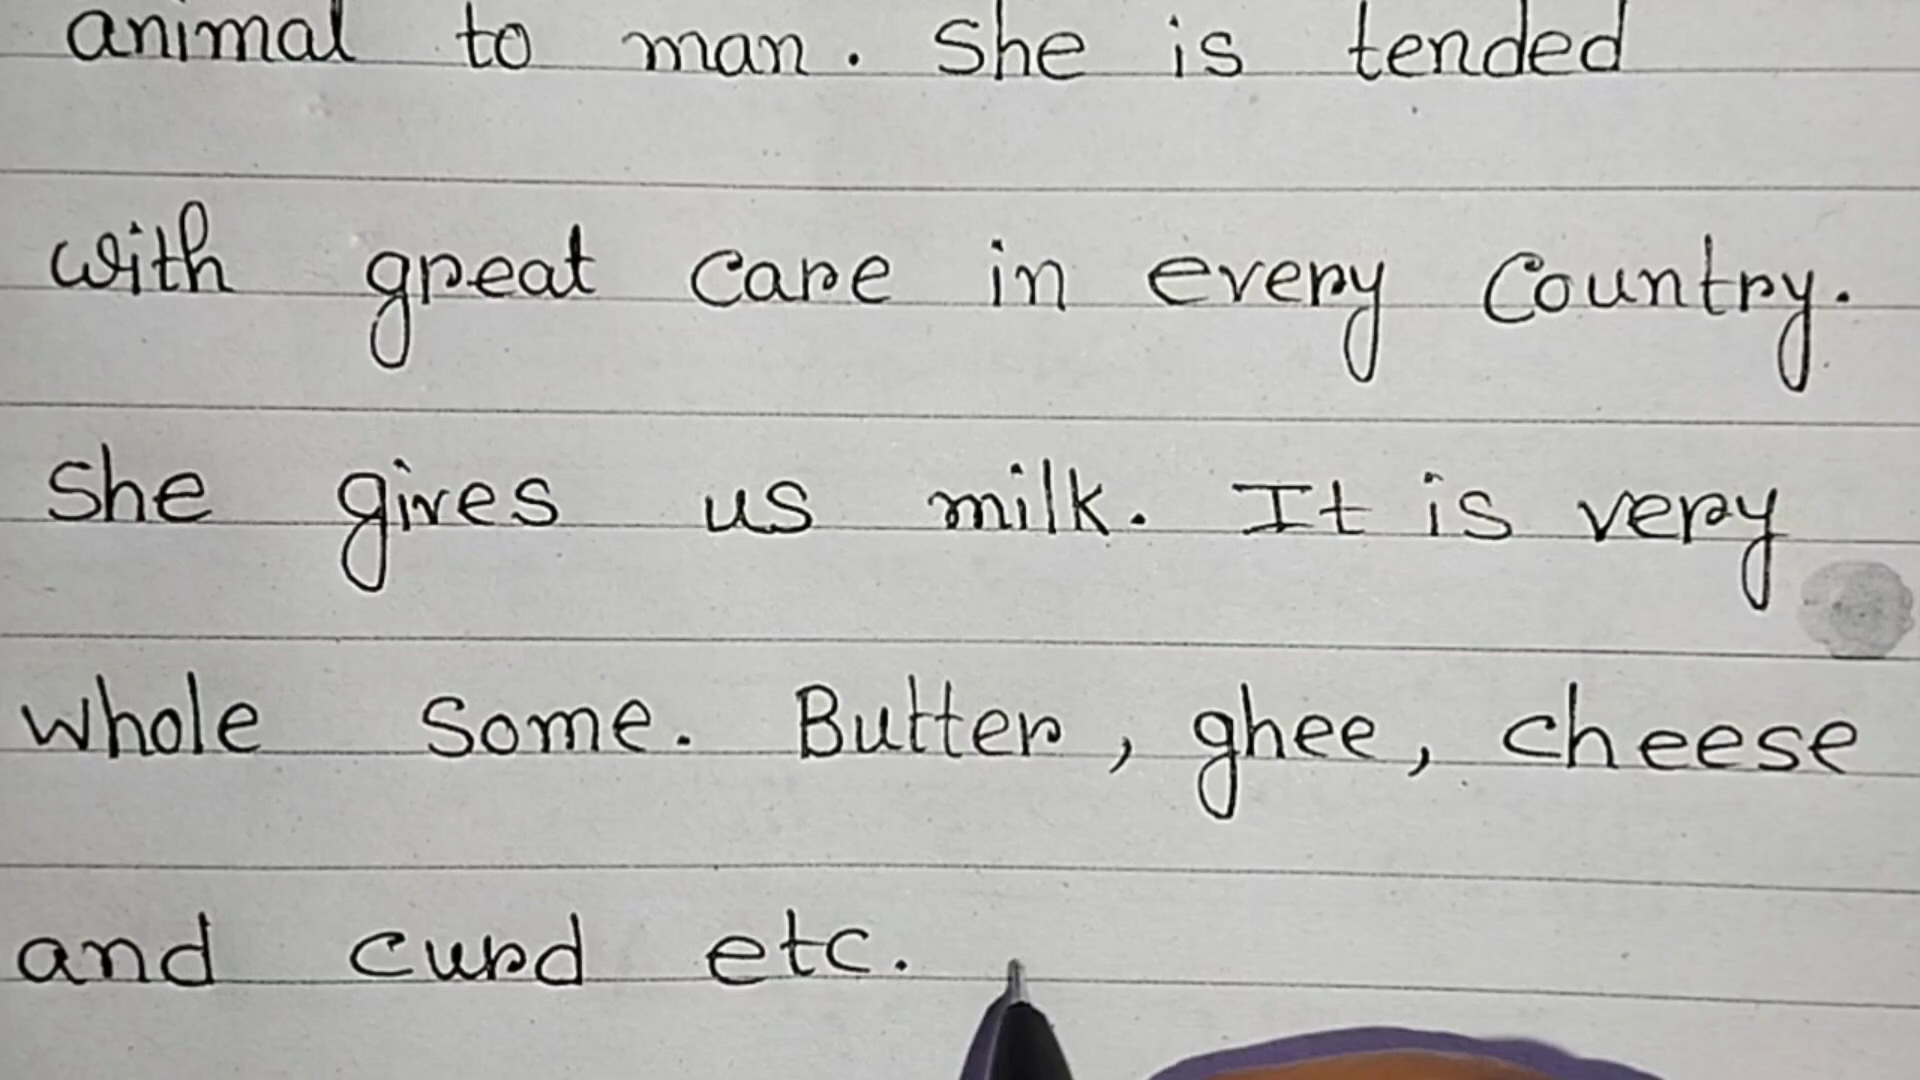 animal to man. She is tended
with great care in every Country.
She gives us milk. It is very
whole some. Butter, ghee, cheese
and curd etc.